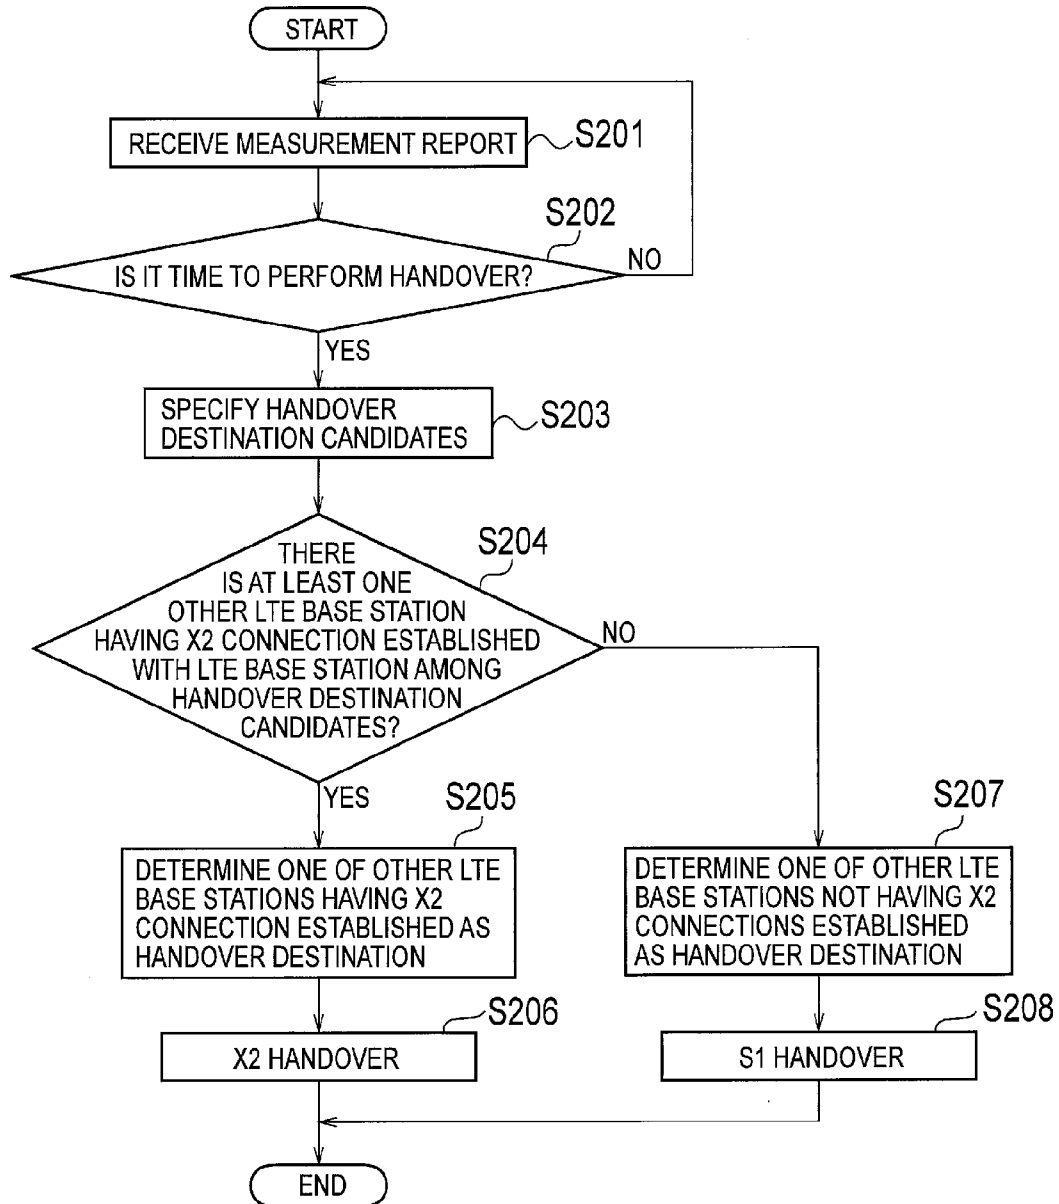 START
RECEIVE MEASUREMENT REPORT
S201
S202
IS IT TIME TO PERFORM HANDOVER?
NO
YES
SPECIFY HANDOVER
DESTINATION CANDIDATES
S203
S204
THERE
IS AT LEAST ONE
OTHER LTE BASE STATION
HAVING X2 CONNECTION ESTABLISHED
WITH LTE BASE STATION AMONG
HANDOVER DESTINATION
CANDIDATES?
NO
YES
S205
DETERMINE ONE OF OTHER LTE
BASE STATIONS HAVING X2
CONNECTION ESTABLISHED AS
HANDOVER DESTINATION
S207
DETERMINE ONE OF OTHER LTE
BASE STATIONS NOT HAVING X2
CONNECTIONS ESTABLISHED
AS HANDOVER DESTINATION
S206
X2 HANDOVER
S208
S1 HANDOVER
END